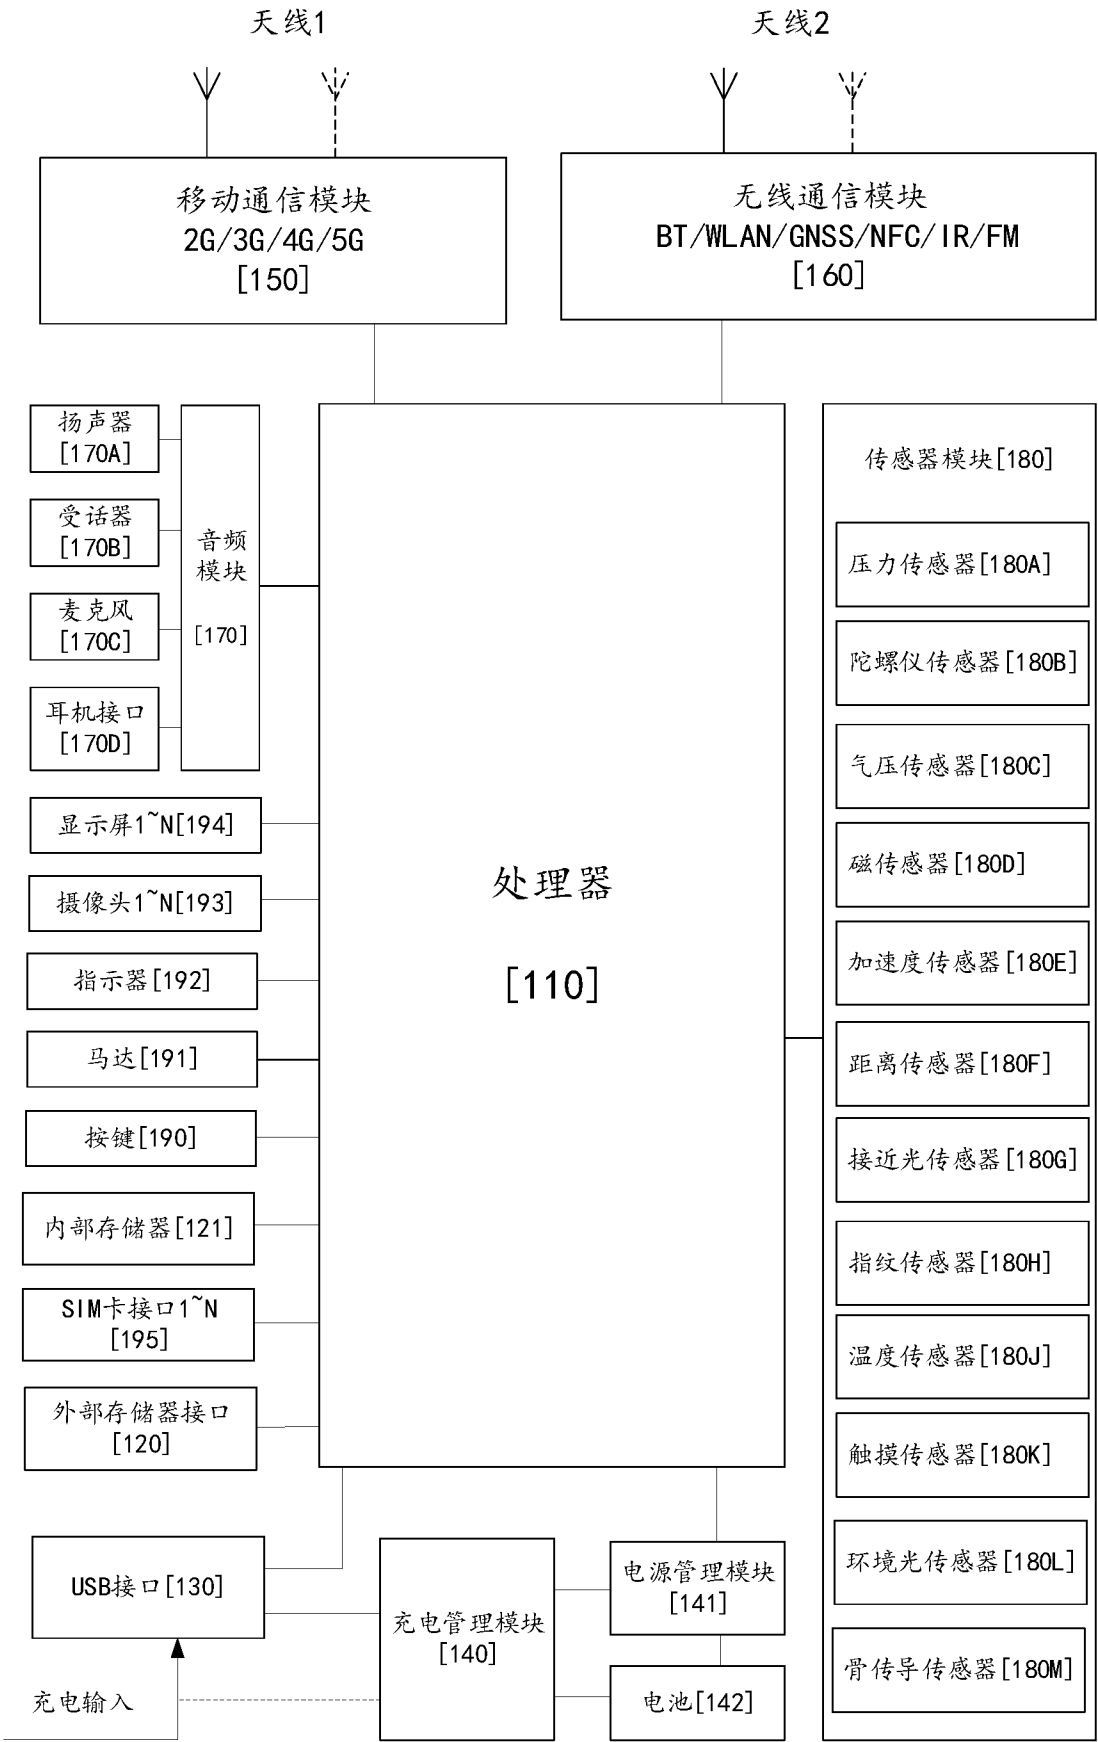 天线1
天线2
移动通信模块
2G/3G/4G/5G
[150]
无线通信模块
BT/WLAN/GNSS/NFC/IR/FM
[160]
扬声器
[170A]
受话器
[170B]
麦克风
[170C]
耳机接口
[170D]
音频
模块
[170]
显示屏1~N[194]
摄像头1~N[193]
指示器[192]
马达[191]
按键[190]
内部存储器[121]
SIM卡接口1~N
[195]
外部存储器接口
[120]
处理器
[110]
传感器模块[180]
压力传感器[180A]
陀螺仪传感器[180B]
气压传感器[180C]
磁传感器[180D]
加速度传感器[180E]
距离传感器[180F]
接近光传感器[180G]
指纹传感器[180H]
温度传感器[180J]
触摸传感器[180K]
环境光传感器[180L]
骨传导传感器[180M]
USB接口[130]
充电输入
充电管理模块
[140]
电源管理模块
[141]
电池[142]